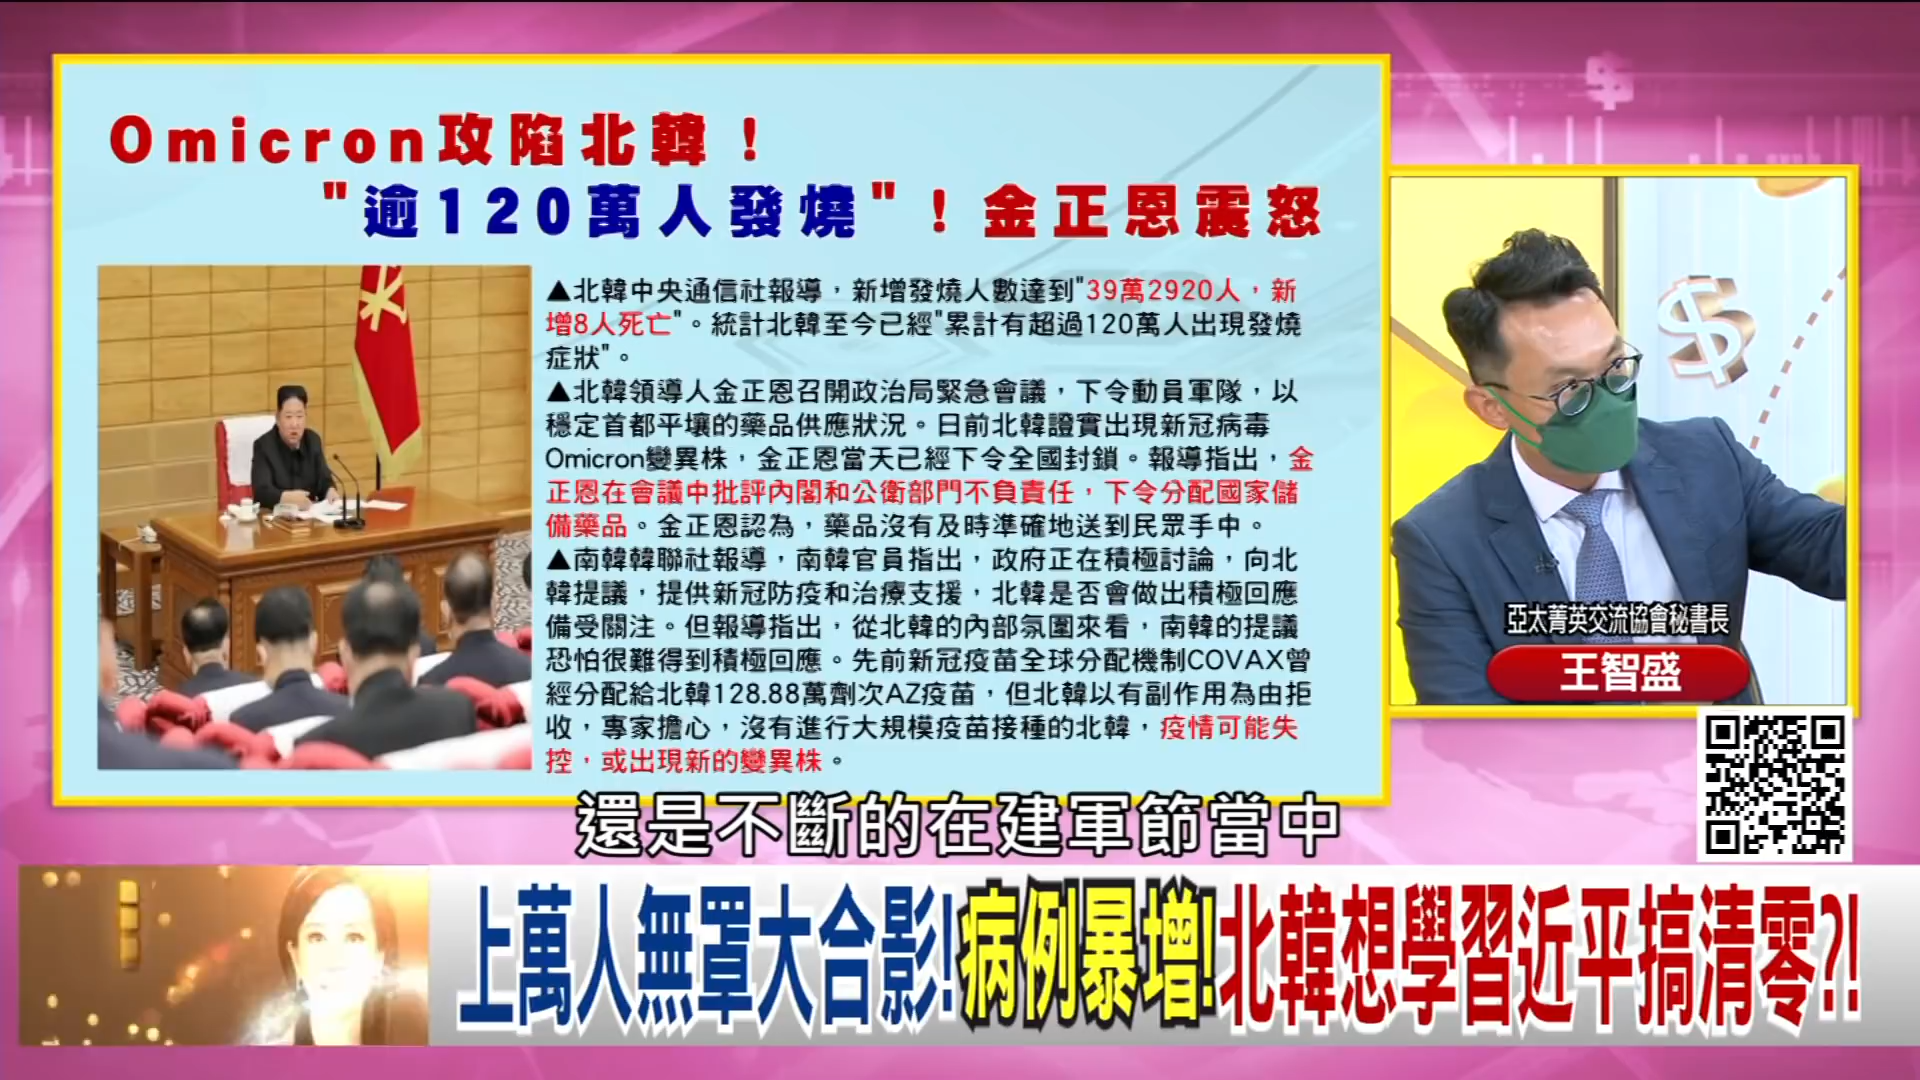 Omicron攻陷北韓！
"逾120萬人發燒"！金正恩震怒
▲北韓中央通信社報導，新增發燒人數達到"39萬2920人，新
增8人死亡"。統計北韓至今已經"累計有超過120萬人出現發燒
症狀"。
▲北韓領導人金正恩召開政治局緊急會議，下令動員軍隊，以
穩定首都平壤的藥品供應狀況。日前北韓證實出現新冠病毒
Omicron變異株，金正恩當天已經下令全國封鎖。報導指出，金
正恩在會議中批評內閣和公衛部門不負責任，下令分配國家儲
備藥品。金正恩認為，藥品沒有及時準確地送到民眾手中。
▲南韓韓聯社報導，南韓官員指出，政府正在積極討論，向北
韓提議，提供新冠防疫和治療支援，北韓是否會做出積極回應
備受關注。但報導指出，從北韓的內部氛圍來看，南韓的提議
恐怕很難得到積極回應。先前新冠疫苗全球分配機制COVAX曾
經分配給北韓128.88萬劑次AZ疫苗，但北韓以有副作用為由拒
收，專家擔心，沒有進行大規模疫苗接種的北韓，疫情可能失
控，或出現新的變異株。
亞太菁英交流協會秘書長
王智盛
還是不斷的在建軍節當中
上萬人無罩大合影!病例暴增!北韓想學習近平搞清零?!